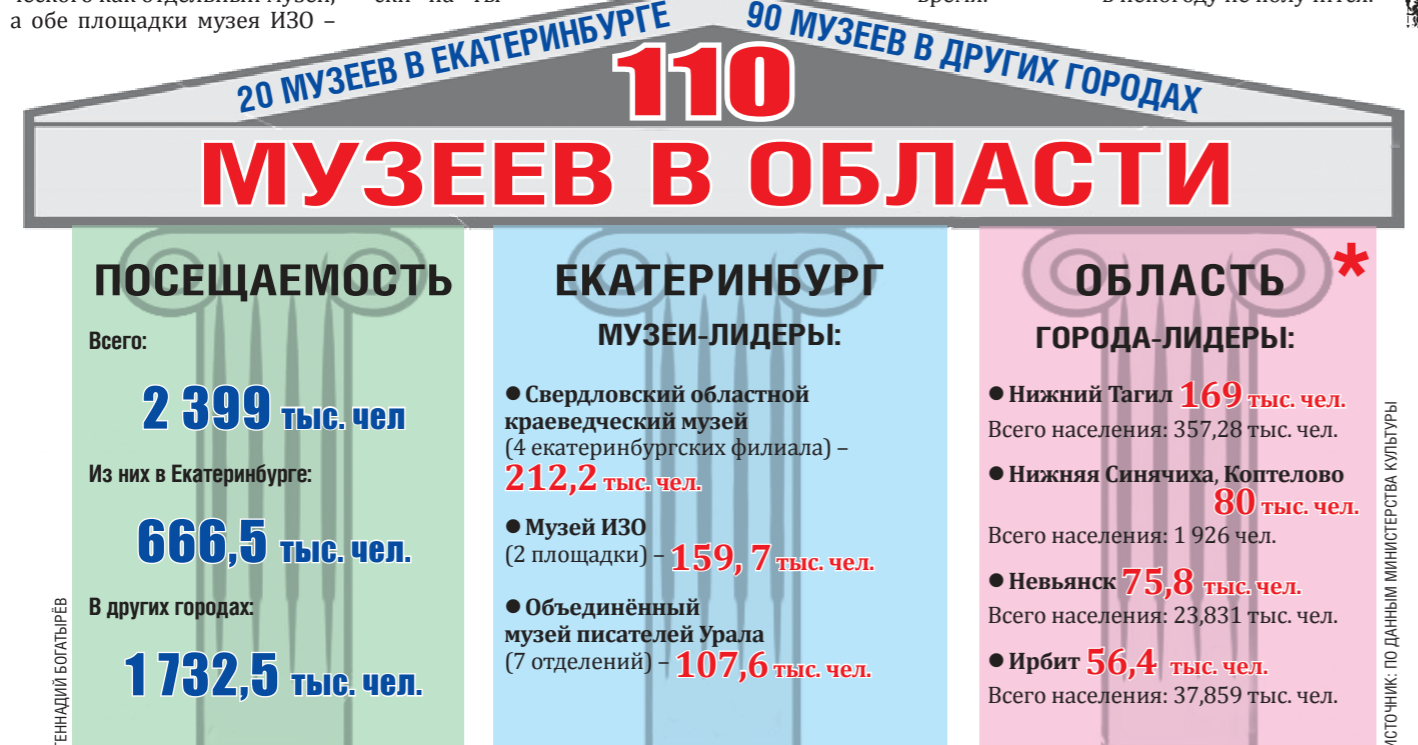 а обе площадки музея ИЗО –
20 МУЗЕЕВ В ЕКАТЕРИНБУРГЕ
90 МУЗЕЕВ В ДРУГИХ ГОРОДАХ
110
МУЗЕЕВ В ОБЛАСТИ
ПОСЕЩАЕМОСТЬ
Всего:
2 399 тыс. чел
Из них в Екатеринбурге:
666,5 тыс. чел.
В других городах:
1 732,5 тыс. чел.
ЕКАТЕРИНБУРГ
МУЗЕИ-ЛИДЕРЫ:
● Свердловский областной
краеведческий музей
(4 екатеринбургских филиала) –
212,2 тыс. чел.
● Музей ИЗО
(2 площадки) – 159, 7 тыс. чел.
● Объединённый
музей писателей Урала
(7 отделений) – 107,6 тыс. чел.
ОБЛАСТЬ *
ГОРОДА-ЛИДЕРЫ:
● Нижний Тагил 169 тыс. чел.
Всего населения: 357,28 тыс. чел.
● Нижняя Синячиха, Коптелово
80 тыс. чел.
Всего населения: 1 926 чел.
● Невьянск 75,8 тыс. чел.
Всего населения: 23,831 тыс. чел.
● Ирбит 56,4 тыс. чел.
Всего населения: 37,859 тыс. чел.
ГЕННАДИЙ БОГАТЫРЁВ
ИСТОЧНИК: ПО ДАННЫМ МИНИСТЕРСТВА КУЛЬТУРЫ